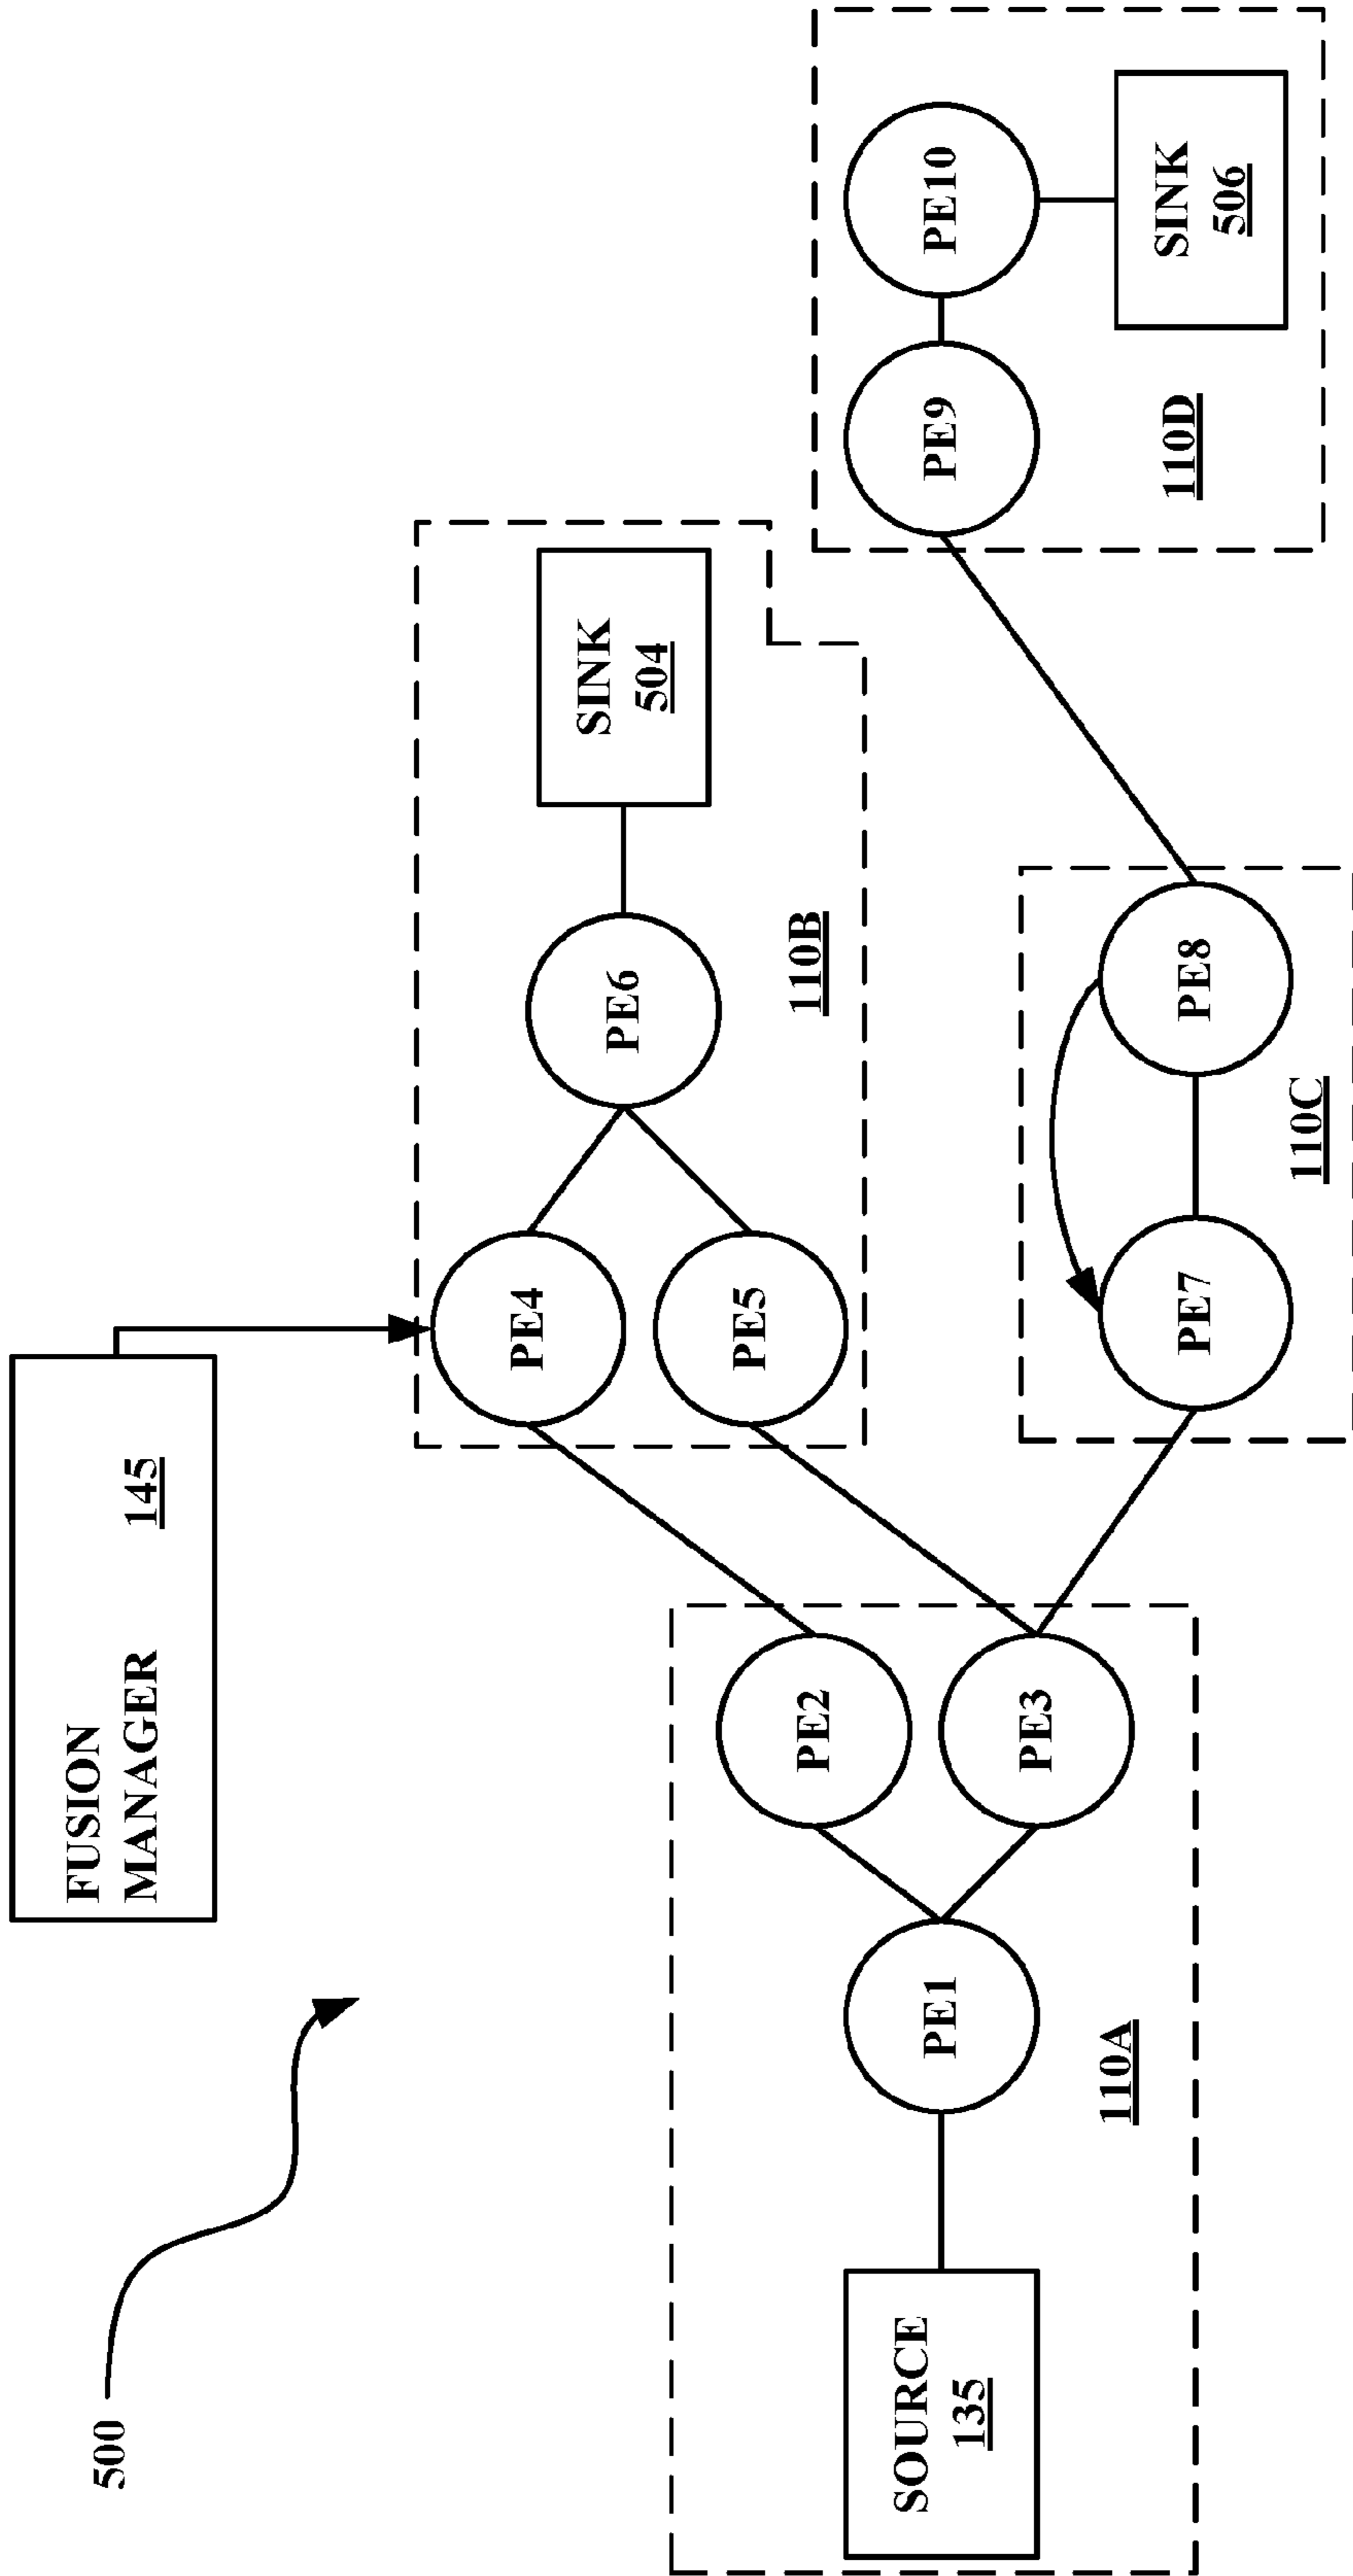 500
FUSION
MANAGER 145
SOURCE
135
PE1
PE2
PE3
110A
PE4
PE5
PE6
SINK
504
110B
PE7
PE8
110C
PE9
PE10
SINK
506
110D